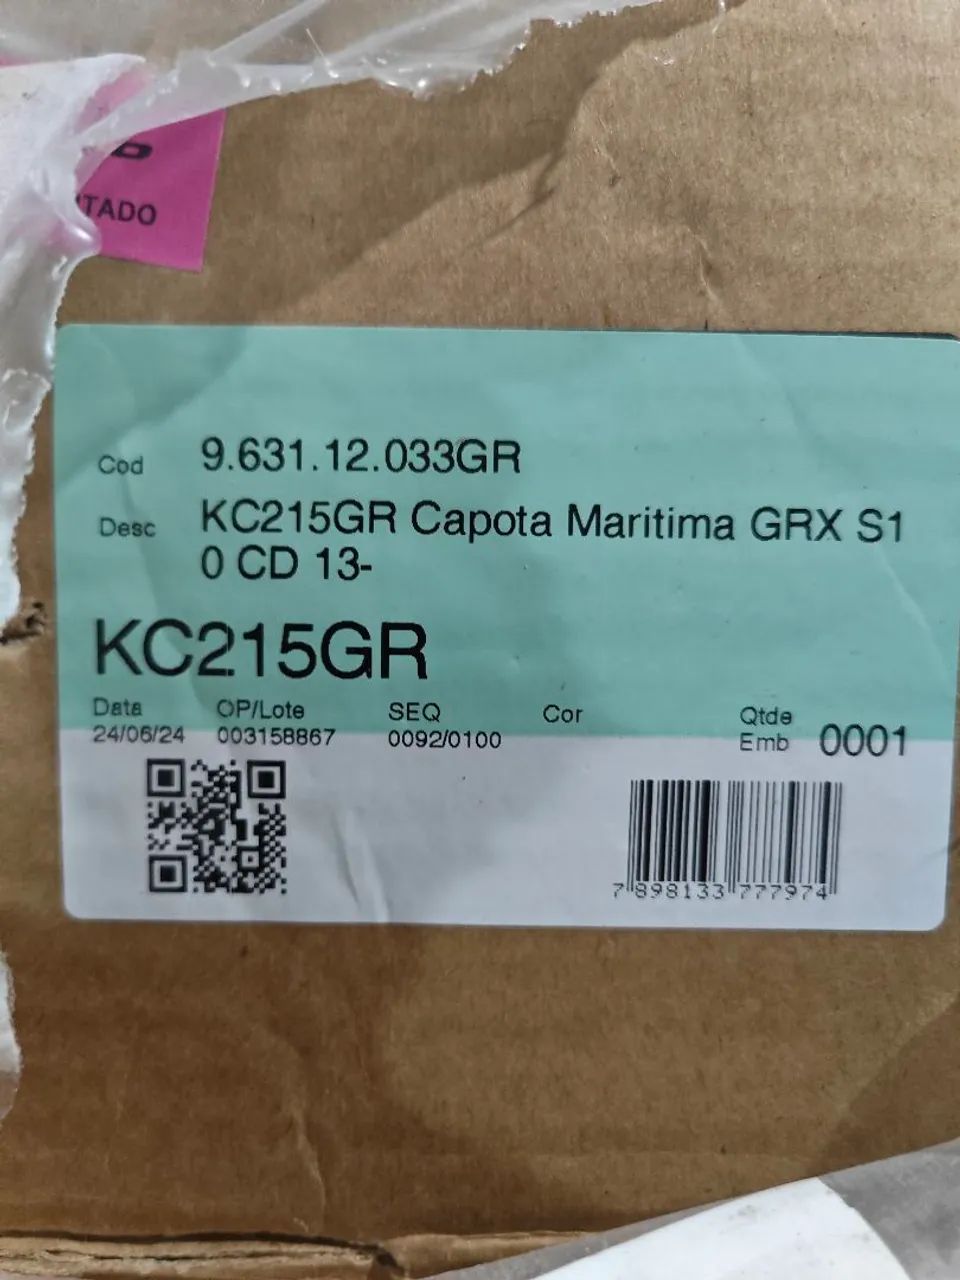 Cod 9.631.12.033GR
Desc KC215GR Capota Maritima GRX S1
0 CD 13-
KC215GR
Data OP/Lote SEQ Cor Qtde
24/06/24 003158867 0092/0100 Emb 0001
7 898133 777974